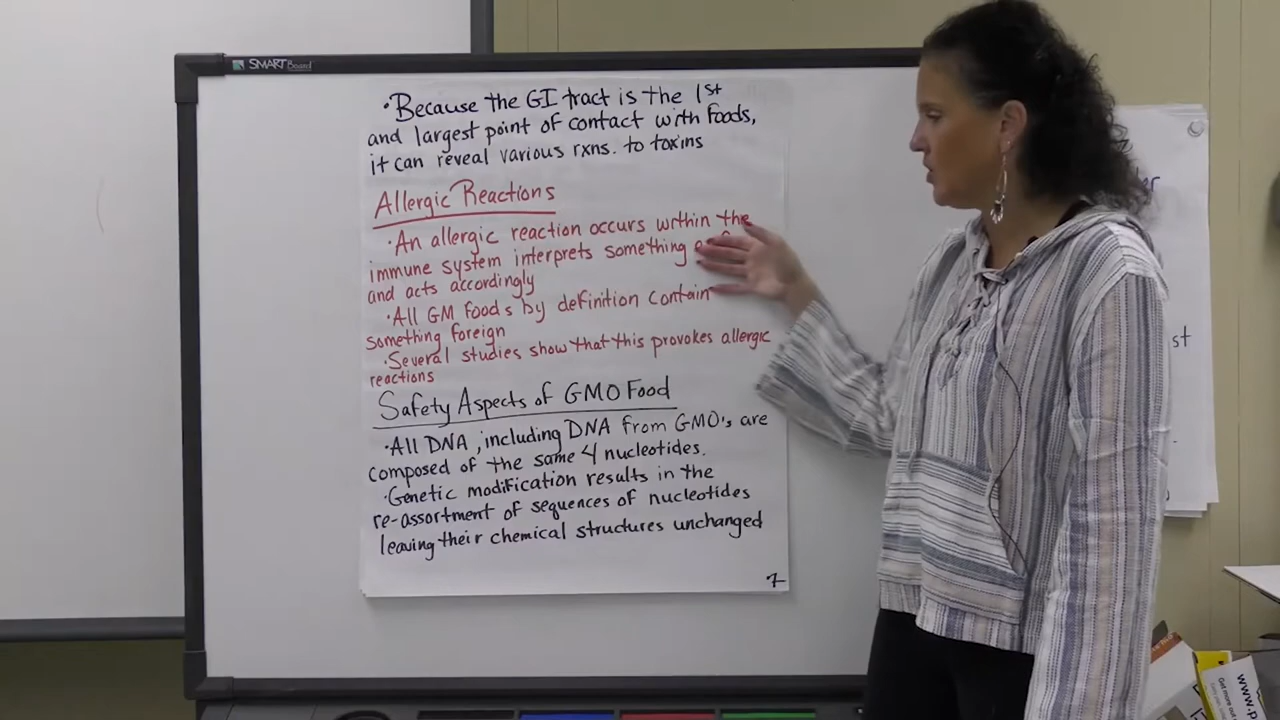 SMART Board
·Because the GI tract is the 1st
and largest point of contact with foods,
it can reveal various rxns. to toxins
Allergic Reactions
·An allergic reaction occurs within the
immune system interprets something
and acts accordingly
·All GM foods by definition contain
something foreign
·Several studies show that this provokes allergic
reactions
Safety Aspects of GMO Food
·All DNA, including DNA from GMO's, are
composed of the same 4 nucleotides.
·Genetic modification results in the
re-assortment of sequences of nucleotides
leaving their chemical structures unchanged
7
st